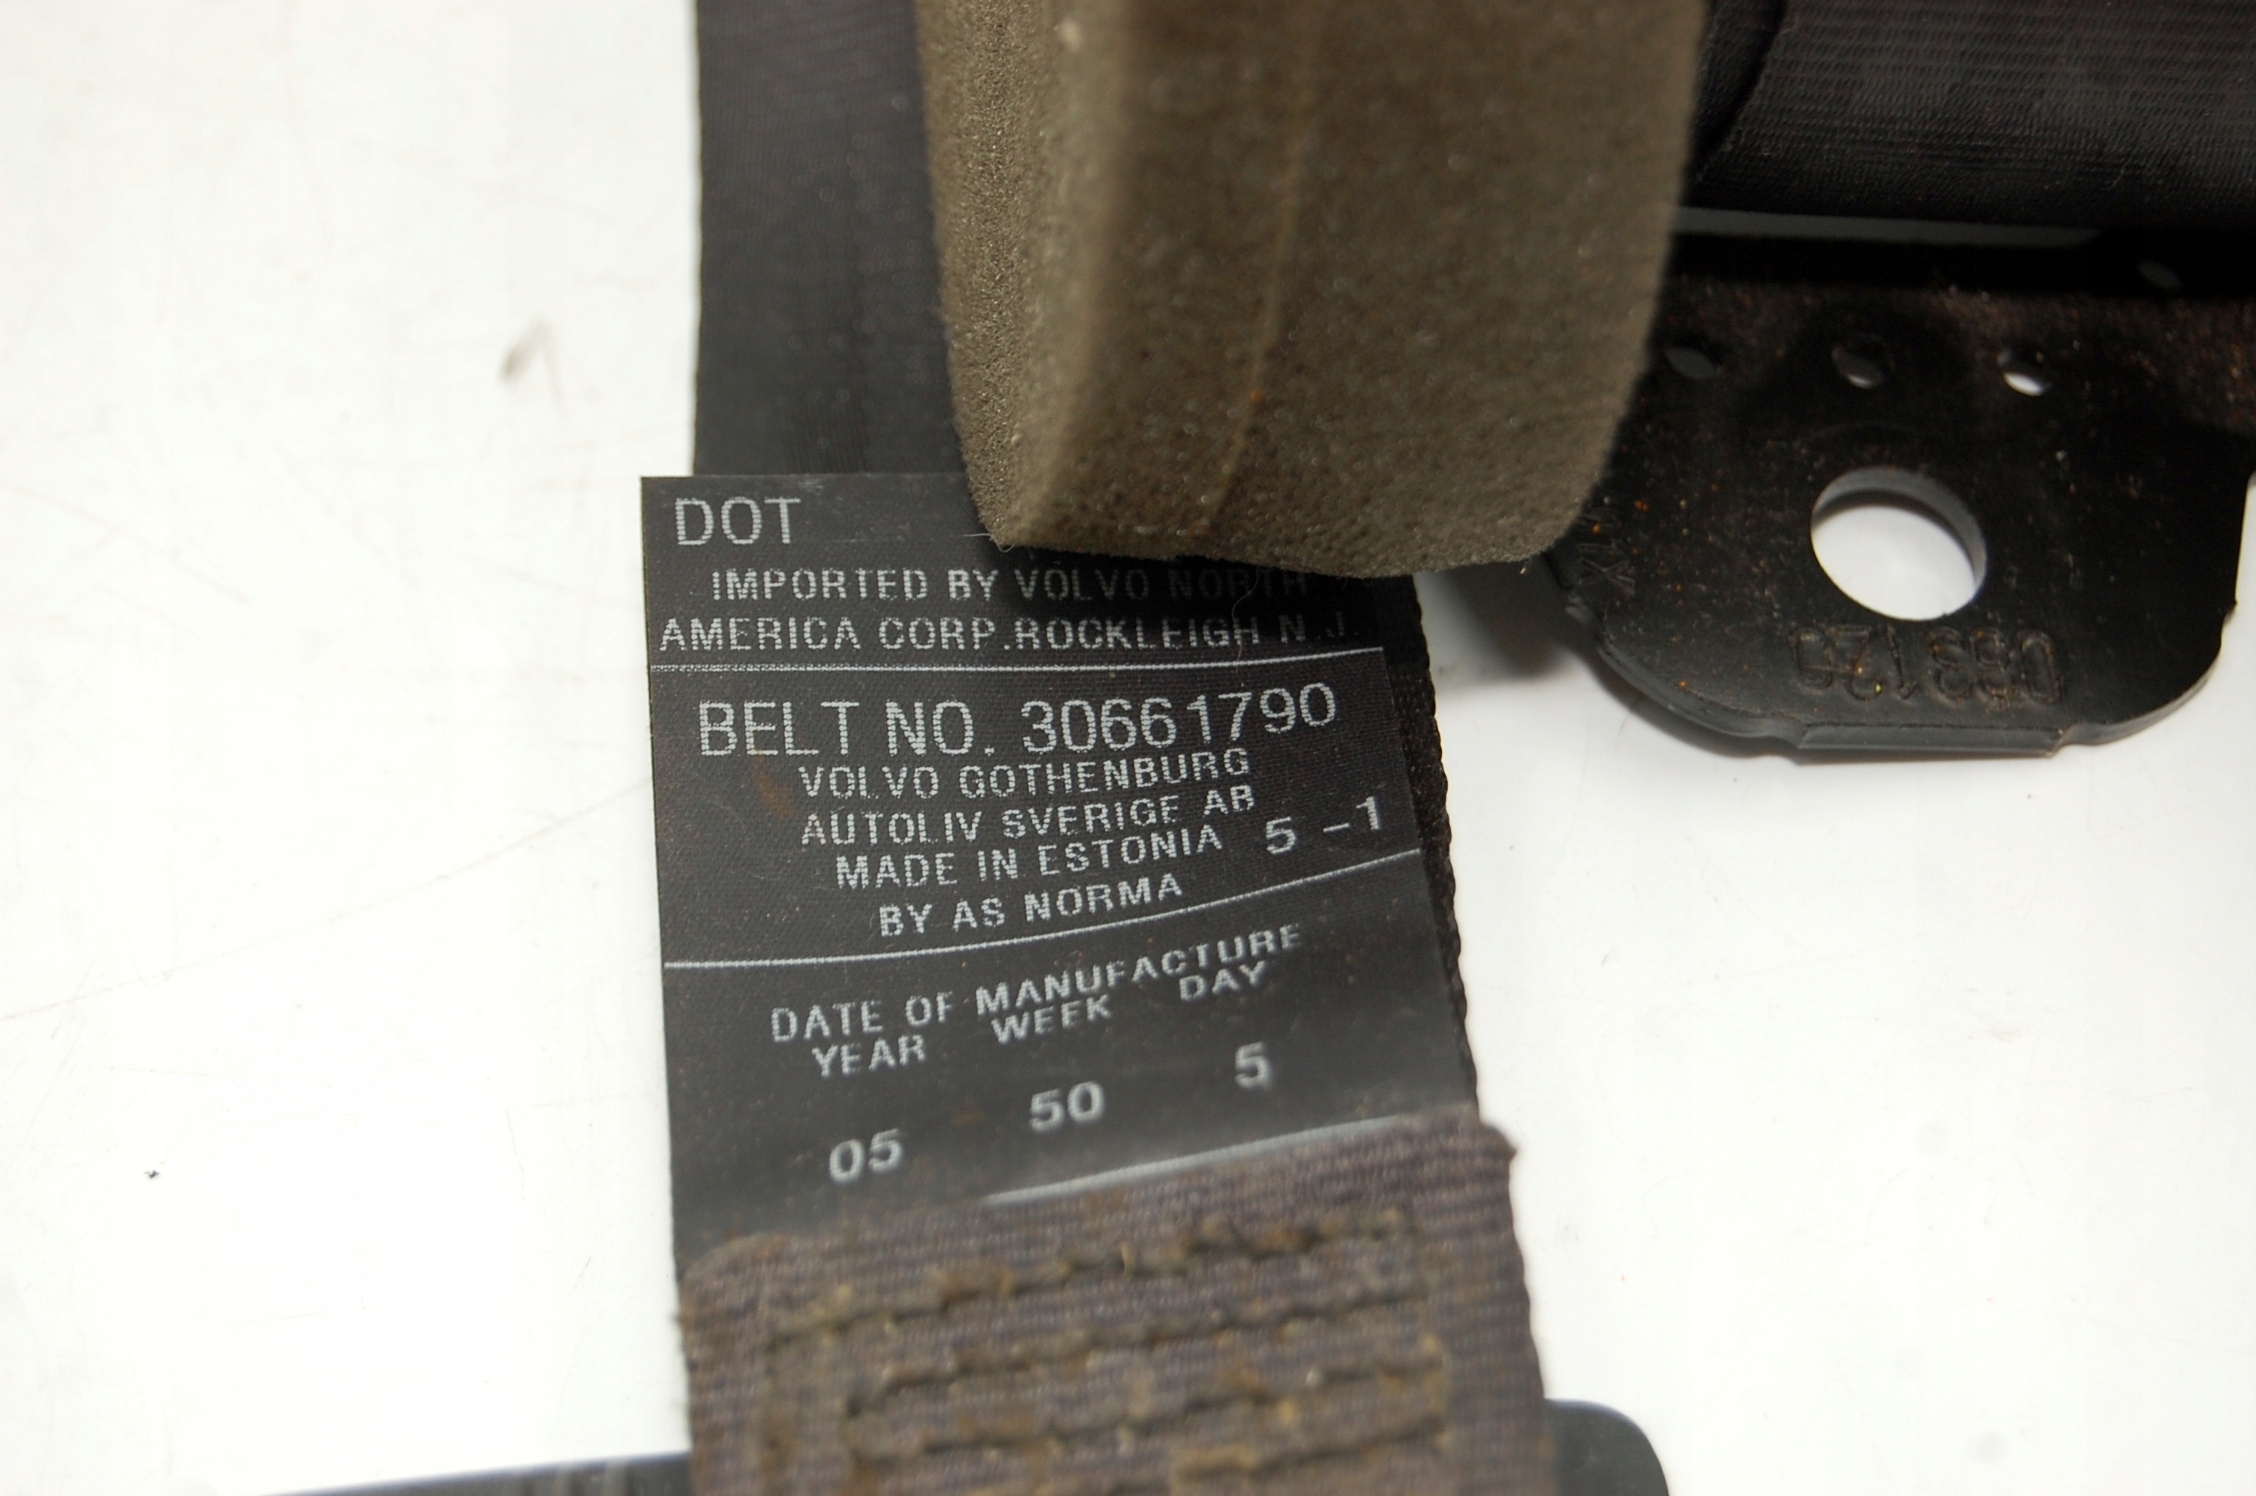 DOT
IMPORTED BY VOLVO NORTH
AMERICA CORP.ROCKLEIGH N.J.
BELT NO. 30661790
VOLVO GOTHENBURG
AUTOLIV SVERIGE AB
MADE IN ESTONIA 5 -1
BY AS NORMA
DATE OF MANUFACTURE
YEAR WEEK DAY
05 50 5